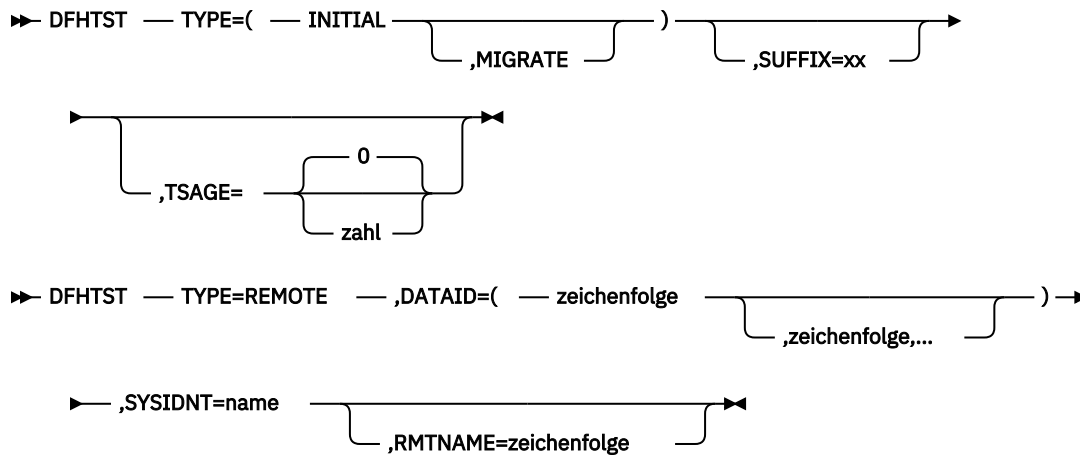 DFHTST TYPE=( INITIAL )
,MIGRATE ,SUFFIX=xx
0
,TSAGE=
zahl
DFHTST TYPE=REMOTE ,DATAID=( zeichenfolge )
,zeichenfolge,...
,SYSIDNT=name
,RMTNAME=zeichenfolge